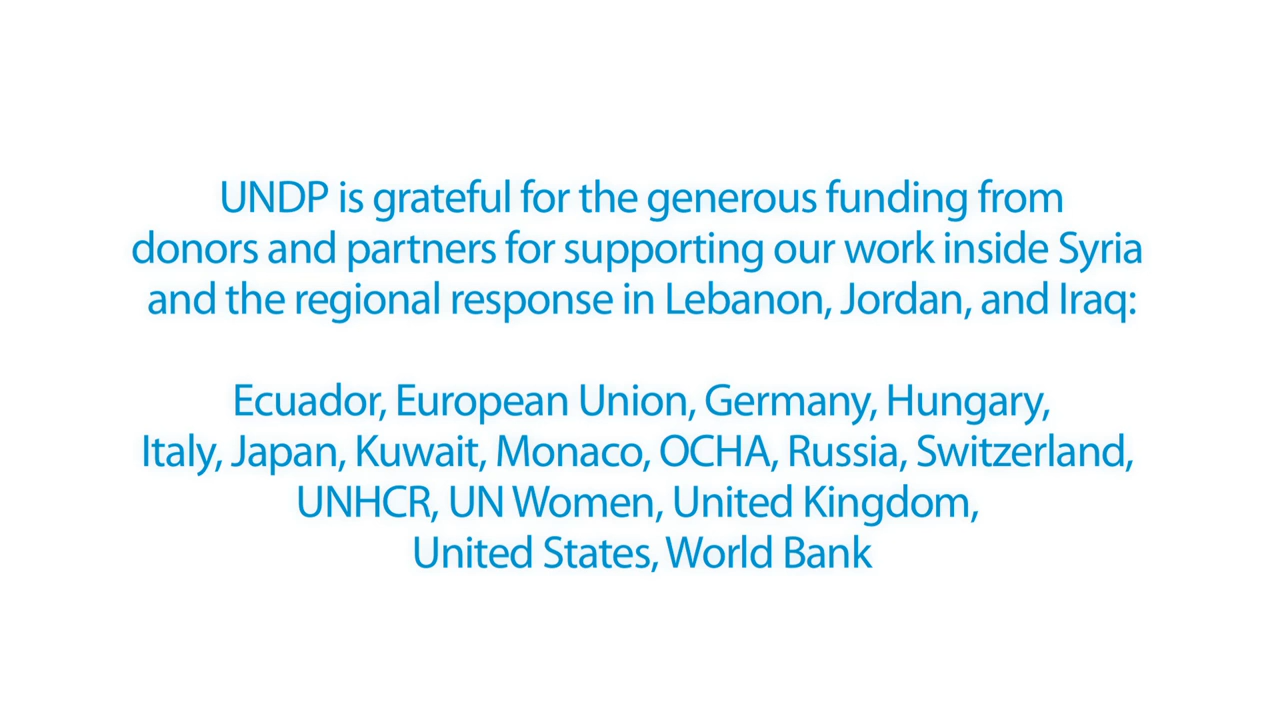 UNDP is grateful for the generous funding from
donors and partners for supporting our work inside Syria
and the regional response in Lebanon, Jordan, and Iraq:
Ecuador, European Union, Germany, Hungary,
Italy, Japan, Kuwait, Monaco, OCHA, Russia, Switzerland,
UNHCR, UN Women, United Kingdom,
United States, World Bank